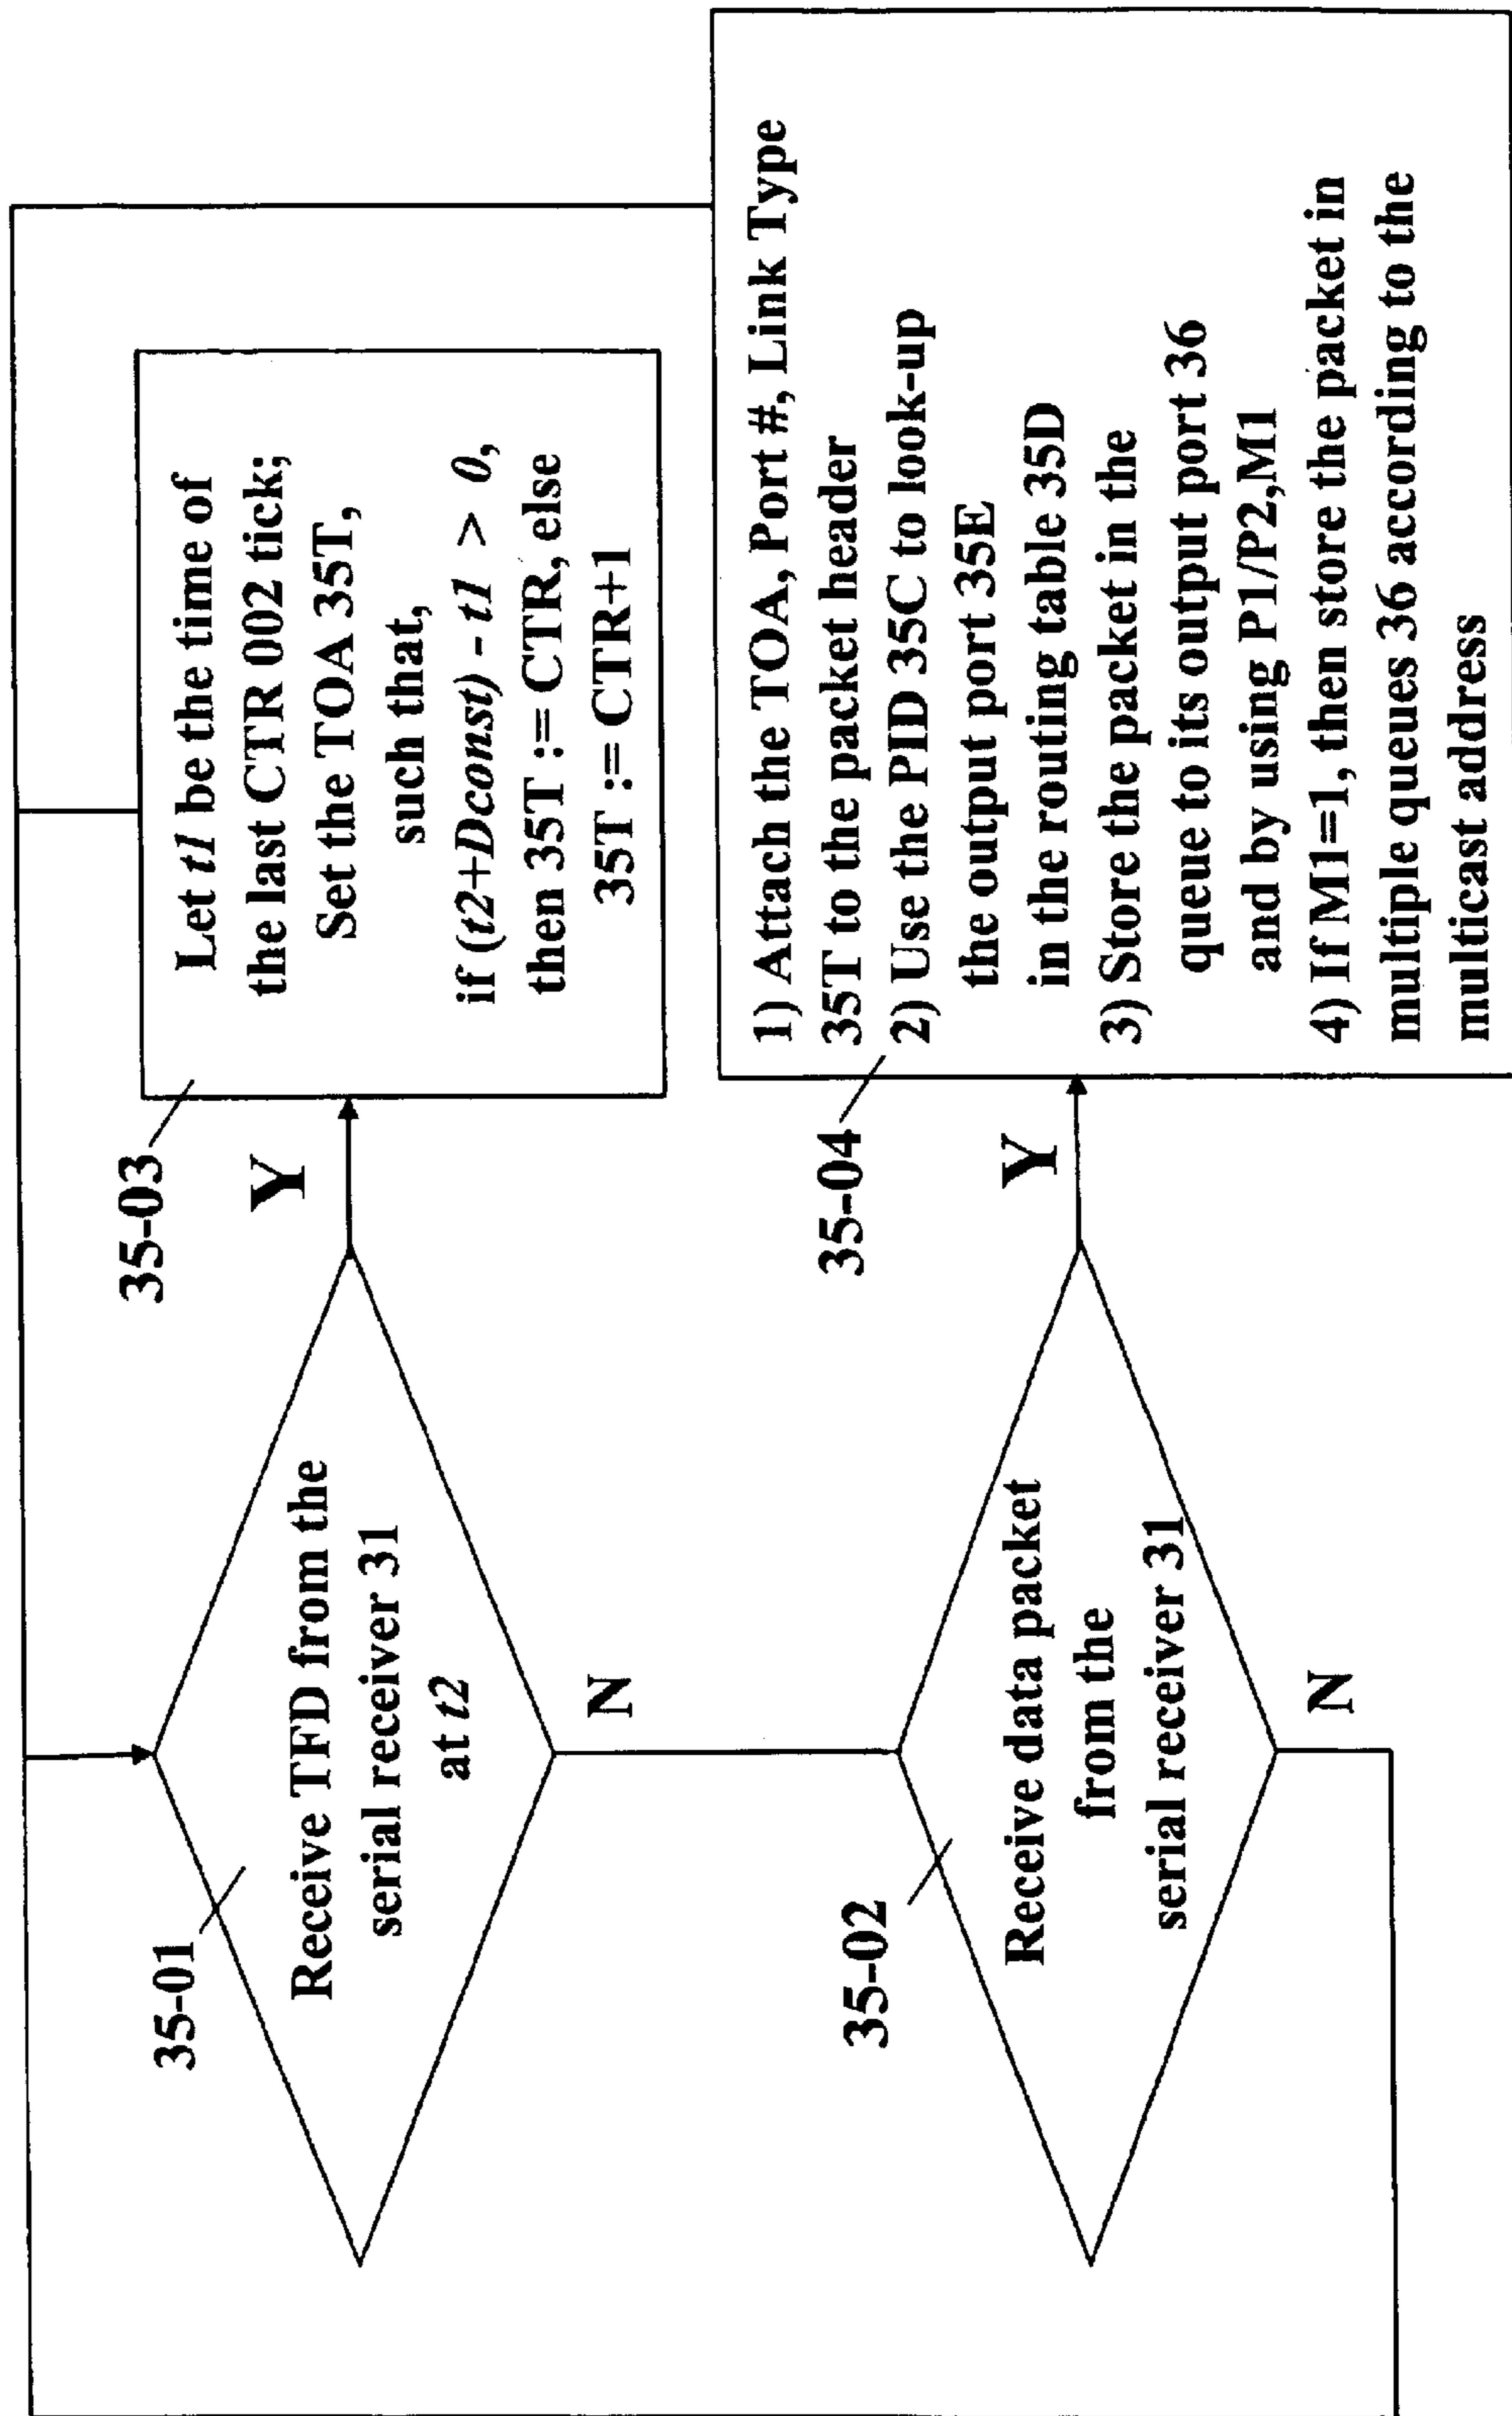 35-01
Receive TFD from the
serial receiver 31
at t2
Y
N
35-03
Let t1 be the time of
the last CTR 002 tick;
Set the TOA 35T,
such that,
if (t2+Dconst) - t1 > 0,
then 35T := CTR, else
35T := CTR+1
35-02
Receive data packet
from the
serial receiver 31
Y
N
35-04
1) Attach the TOA, Port #, Link Type
35T to the packet header
2) Use the PID 35C to look-up
the output port 35E
in the routing table 35D
3) Store the packet in the
queue to its output port 36
and by using P1/P2,M1
4) If M1=1, then store the packet in
multiple queues 36 according to the
multicast address